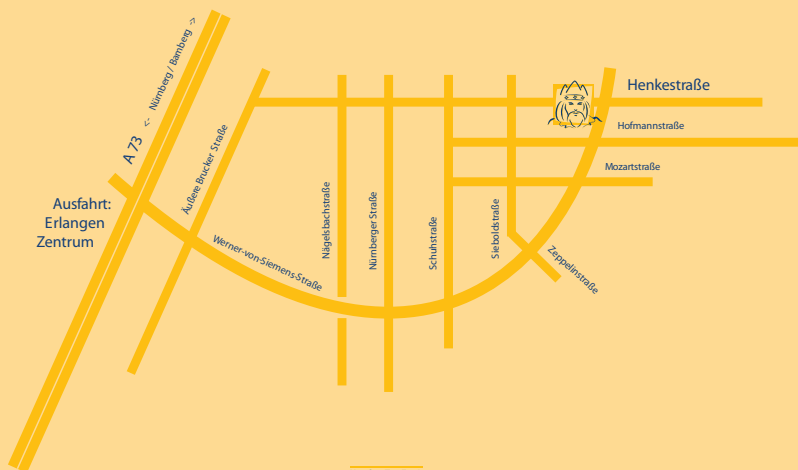 <- Nürnberg / Bamberg ->
A 73
Henkestraße
Hofmannstraße
Mozartstraße
Äußere Brucker Straße
Ausfahrt:
Erlangen
Zentrum
Werner-von-Siemens-Straße
Nägelsbachstraße
Nürnberger Straße
Schuhstraße
Sieboldstraße
Zeppelinstraße